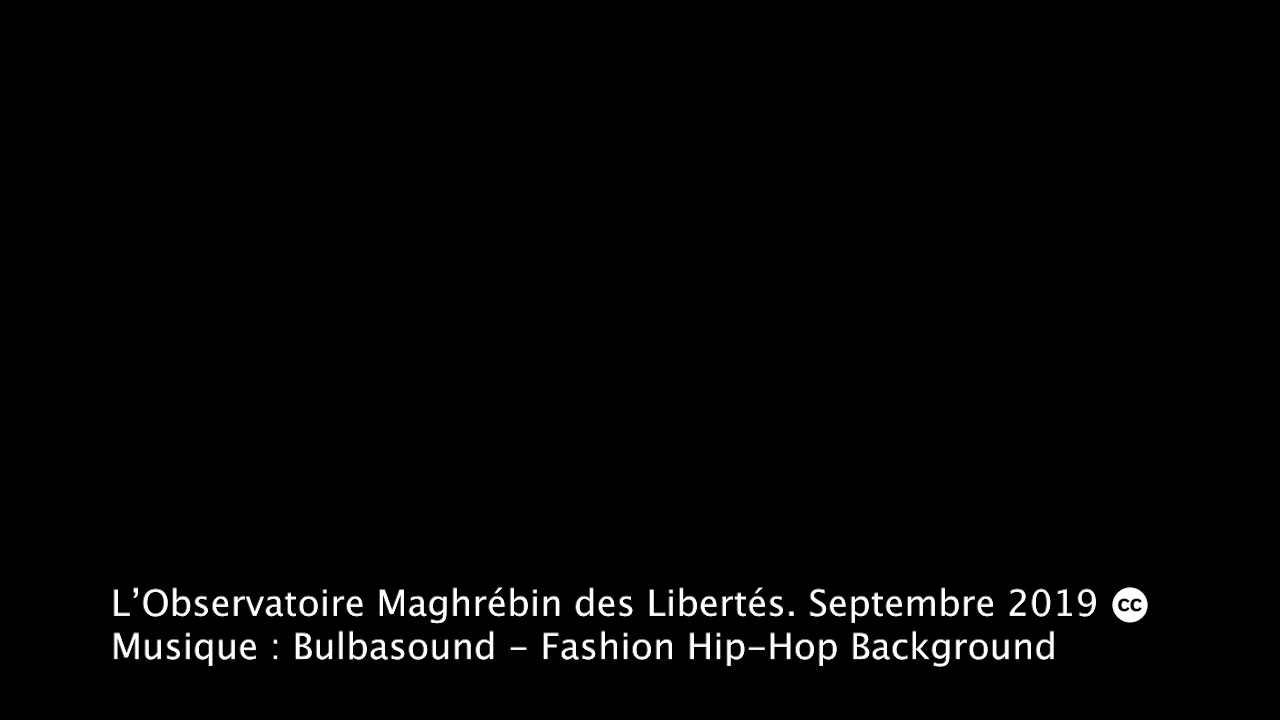 L’Observatoire Maghrébin des Libertés. Septembre 2019 cc
Musique : Bulbasound – Fashion Hip-Hop Background